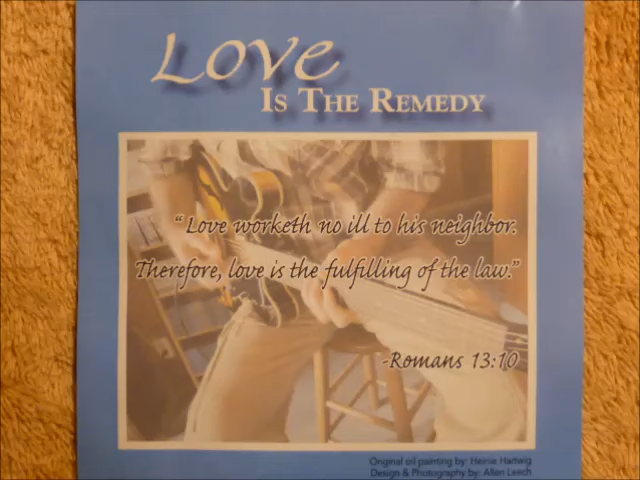 Love
Is The Remedy
"Love worketh no ill to his neighbor.
Therefore, love is the fulfilling of the law."
-Romans 13:10
Original oil painting by: Heinie Hartwig
Design & Photography by: Allen Leech